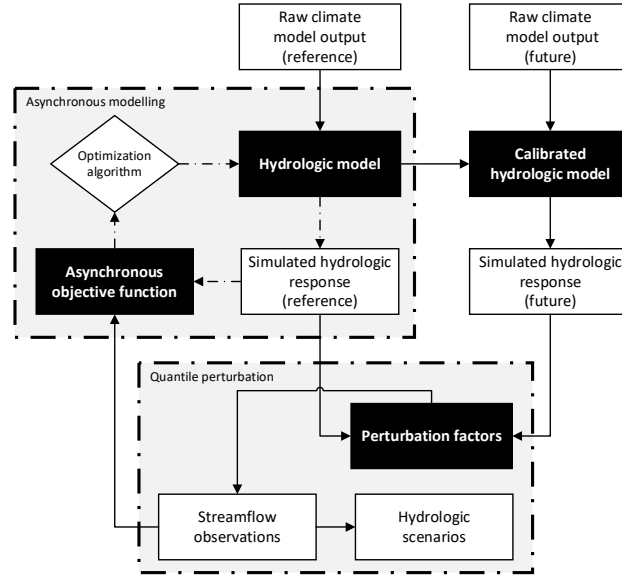 Raw climate
model output
(reference)
Raw climate
model output
(future)
Asynchronous modelling
Optimization
algorithm
Hydrologic model
Calibrated
hydrologic model
Asynchronous
objective function
Simulated hydrologic
response
(reference)
Simulated hydrologic
response
(future)
Quantile perturbation
Perturbation factors
Streamflow
observations
Hydrologic
scenarios